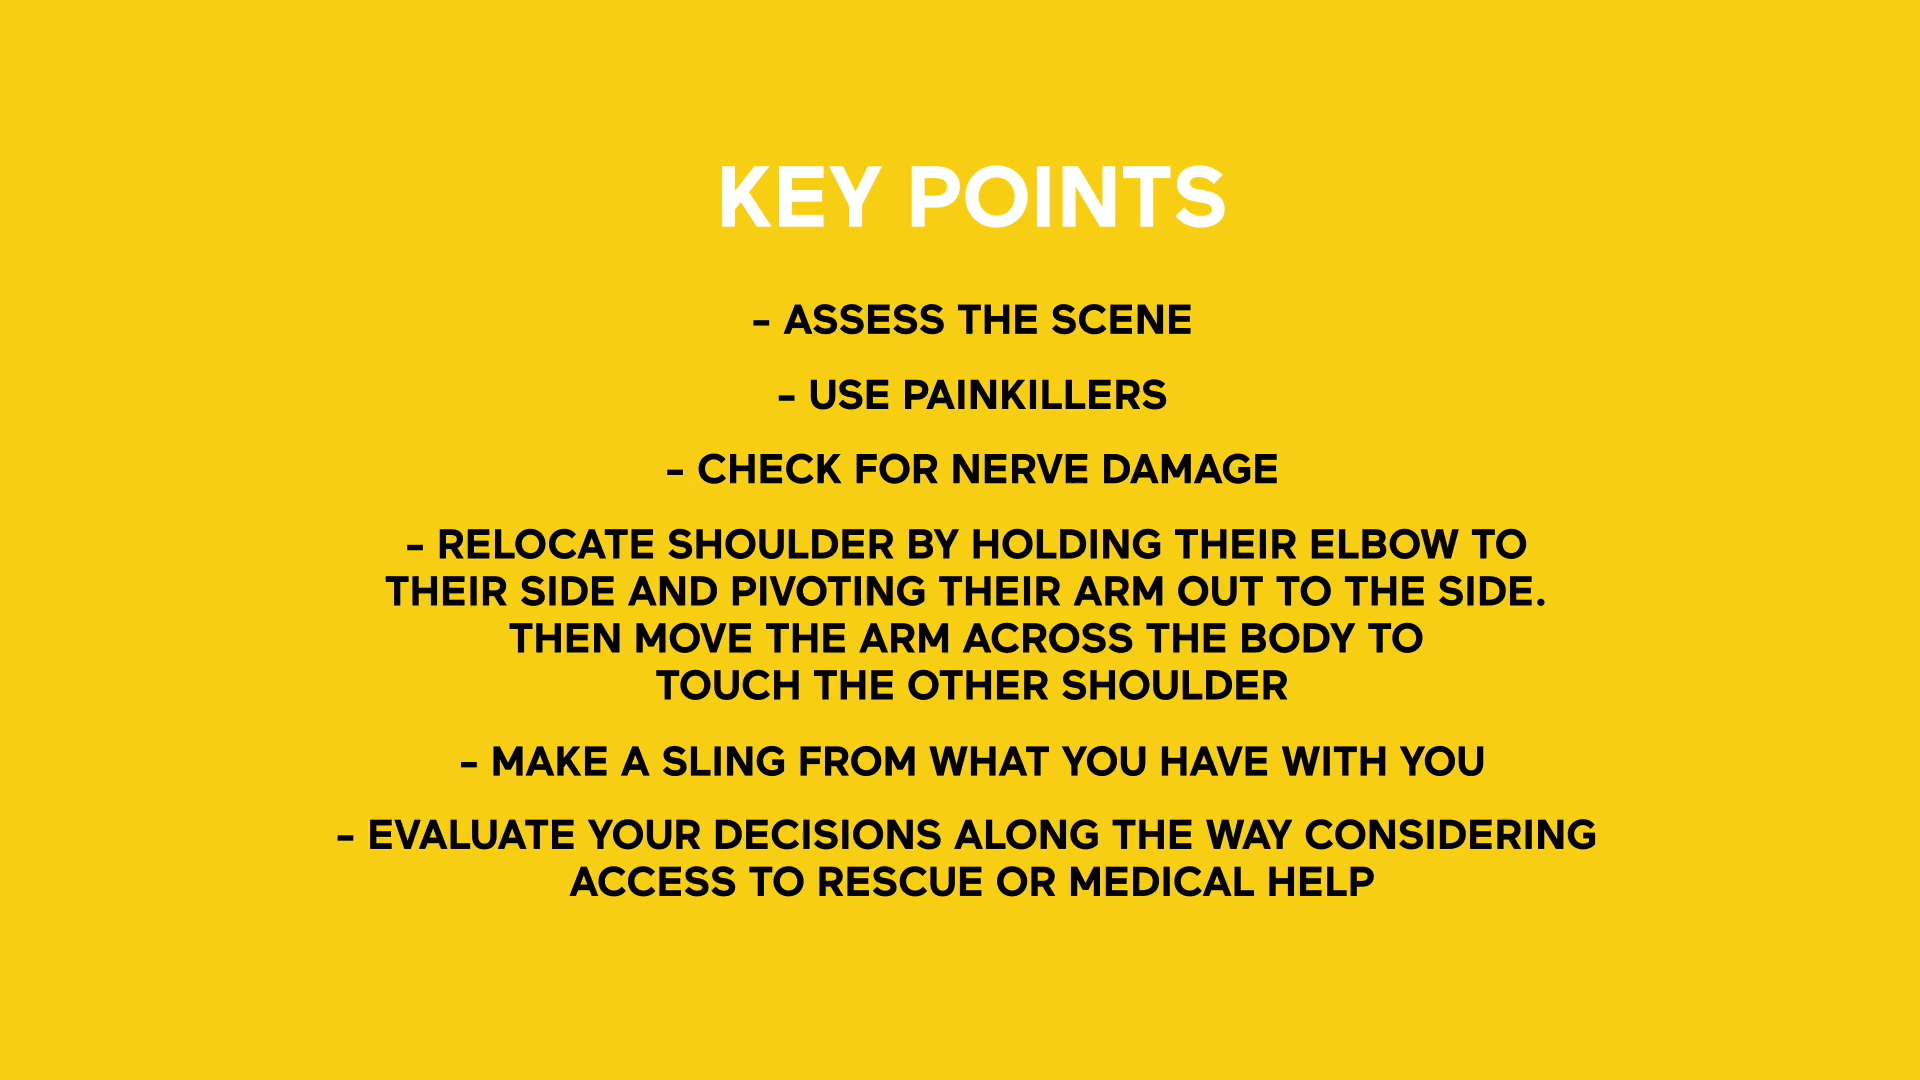 KEY POINTS
- ASSESS THE SCENE
- USE PAINKILLERS
- CHECK FOR NERVE DAMAGE
- RELOCATE SHOULDER BY HOLDING THEIR ELBOW TO
THEIR SIDE AND PIVOTING THEIR ARM OUT TO THE SIDE.
THEN MOVE THE ARM ACROSS THE BODY TO
TOUCH THE OTHER SHOULDER
- MAKE A SLING FROM WHAT YOU HAVE WITH YOU
- EVALUATE YOUR DECISIONS ALONG THE WAY CONSIDERING
ACCESS TO RESCUE OR MEDICAL HELP